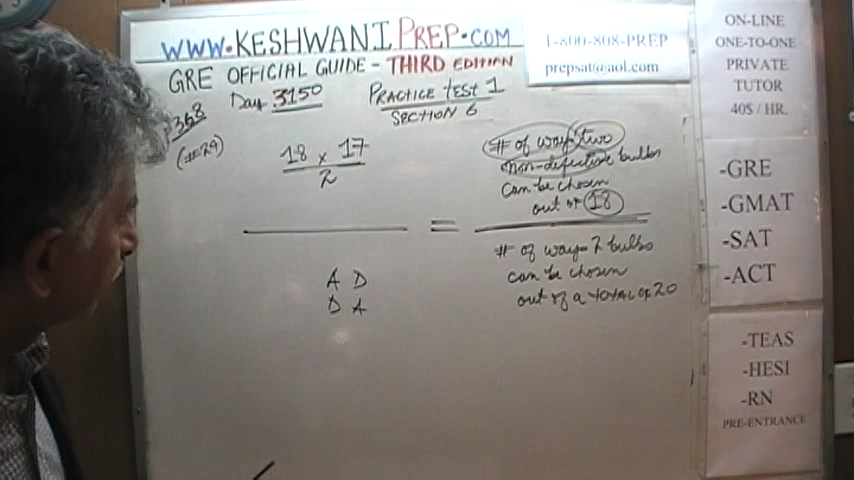 WWW.KESHWANIPREP.COM
GRE OFFICIAL GUIDE - THIRD EDITION
Day 3150
PRACTICE TEST 1
SECTION 6
368
(#29)
18 x 17
2
A D
D A
=
# of ways two
non-defective bulbs
can be chosen
out of 18
# of ways 2 bulbs
can be chosen
out of a TOTAL of 20
1-800-808-PREP
prepsat@aol.com
ON-LINE
ONE-TO-ONE
PRIVATE
TUTOR
40$ / HR.
-GRE
-GMAT
-SAT
-ACT
-TEAS
-HESI
-RN
PRE-ENTRANCE